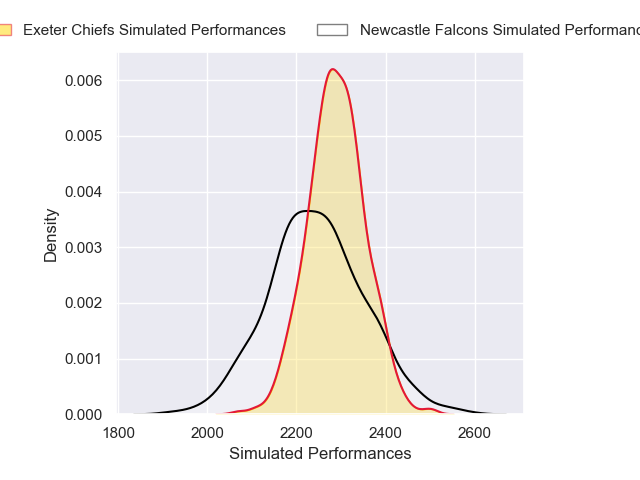 Exeter Chiefs Simulated Performances
Newcastle Falcons Simulated
0.006
0.005
0.004
0.003
0.002
0.001
0.000
Density
1800 2000 2200 2400 2600
Simulated Performances